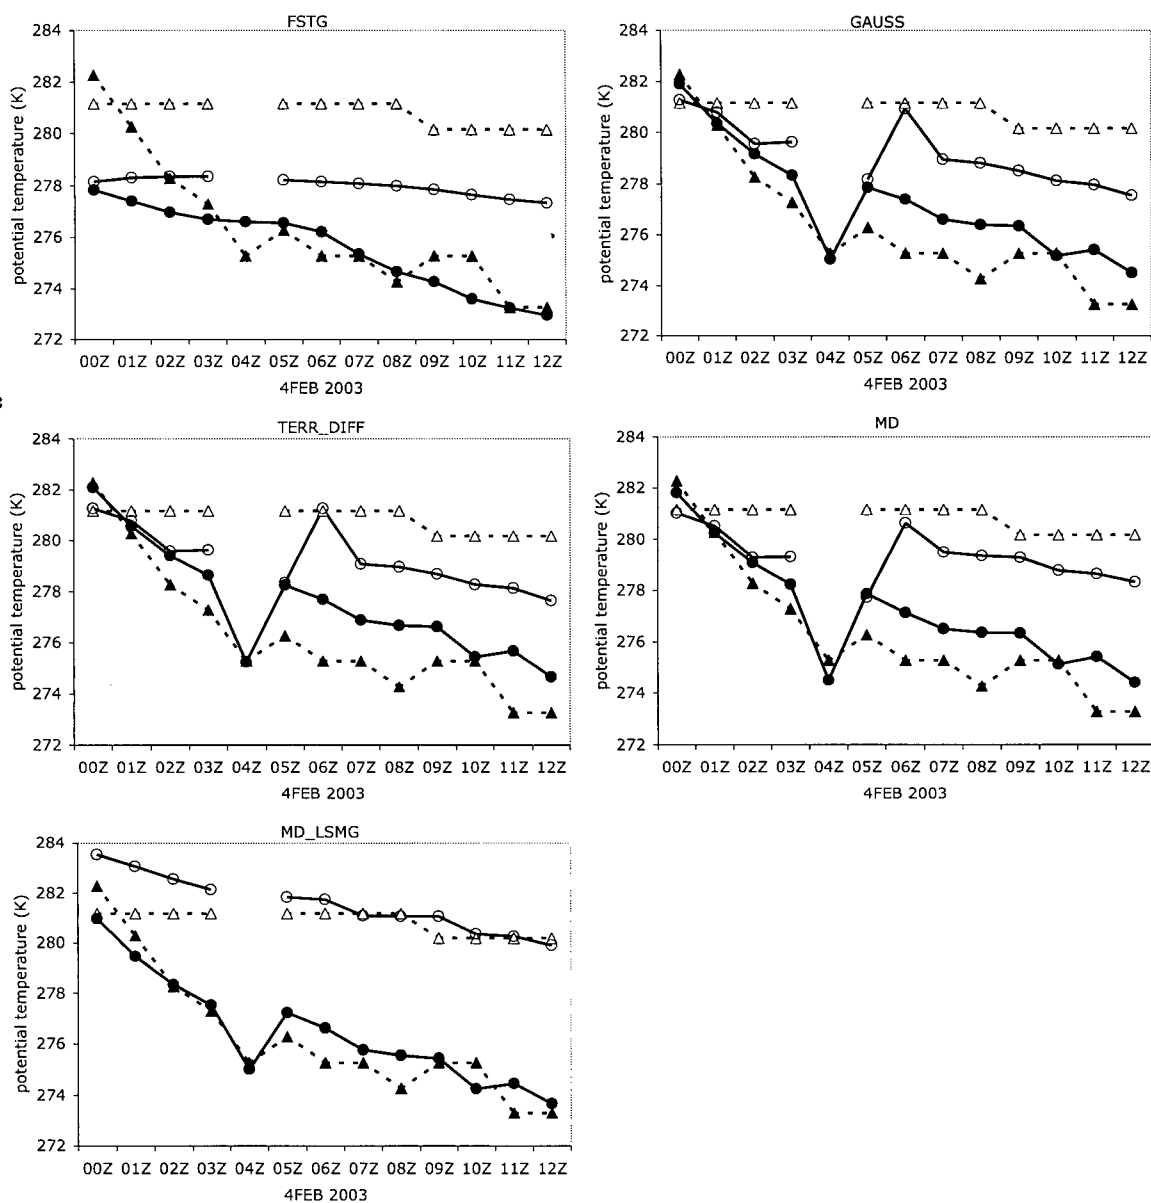 FSTG
284
282
280
278
276
274
272
potential temperature (K)
00Z 01Z 02Z 03Z 04Z 05Z 06Z 07Z 08Z 09Z 10Z 11Z 12Z
4FEB 2003
GAUSS
284
282
280
278
276
274
272
potential temperature (K)
00Z 01Z 02Z 03Z 04Z 05Z 06Z 07Z 08Z 09Z 10Z 11Z 12Z
4FEB 2003
TERR_DIFF
284
282
280
278
276
274
272
potential temperature (K)
00Z 01Z 02Z 03Z 04Z 05Z 06Z 07Z 08Z 09Z 10Z 11Z 12Z
4FEB 2003
MD
284
282
280
278
276
274
272
potential temperature (K)
00Z 01Z 02Z 03Z 04Z 05Z 06Z 07Z 08Z 09Z 10Z 11Z 12Z
4FEB 2003
MD_LSMG
284
282
280
278
276
274
272
potential temperature (K)
00Z 01Z 02Z 03Z 04Z 05Z 06Z 07Z 08Z 09Z 10Z 11Z 12Z
4FEB 2003